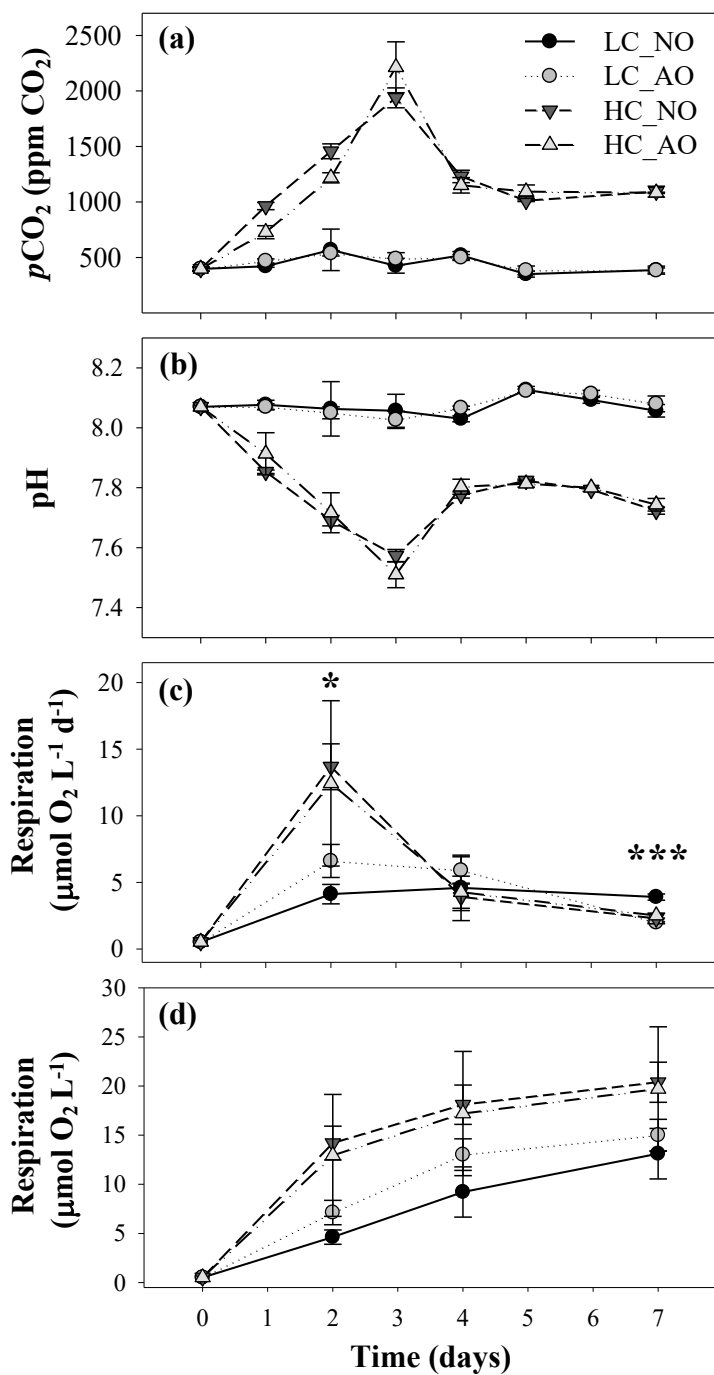 (a)
LC_NO
LC_AO
HC_NO
HC_AO
pCO₂ (ppm CO₂)
2500
2000
1500
1000
500
(b)
pH
8.2
8.0
7.8
7.6
7.4
(c)
*
***
Respiration
(µmol O₂ L⁻¹ d⁻¹)
20
15
10
5
0
(d)
Respiration
(µmol O₂ L⁻¹)
30
25
20
15
10
5
0
0 1 2 3 4 5 6 7
Time (days)